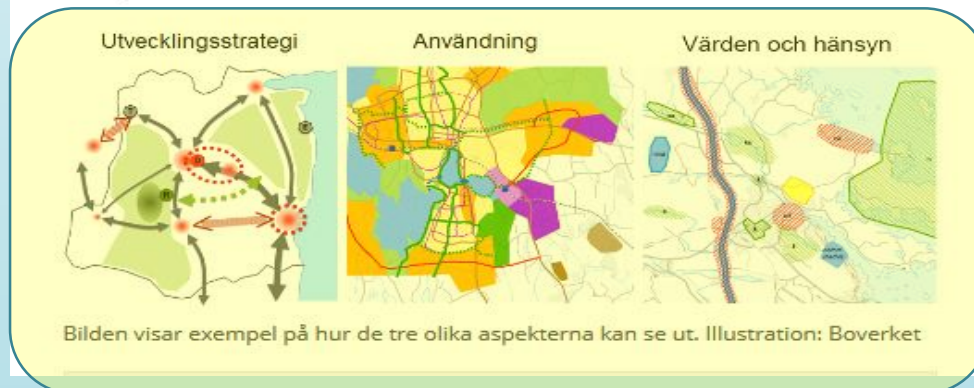 Utvecklingsstrategi
Användning
Värden och hänsyn
Bilden visar exempel på hur de tre olika aspekterna kan se ut. Illustration: Boverket